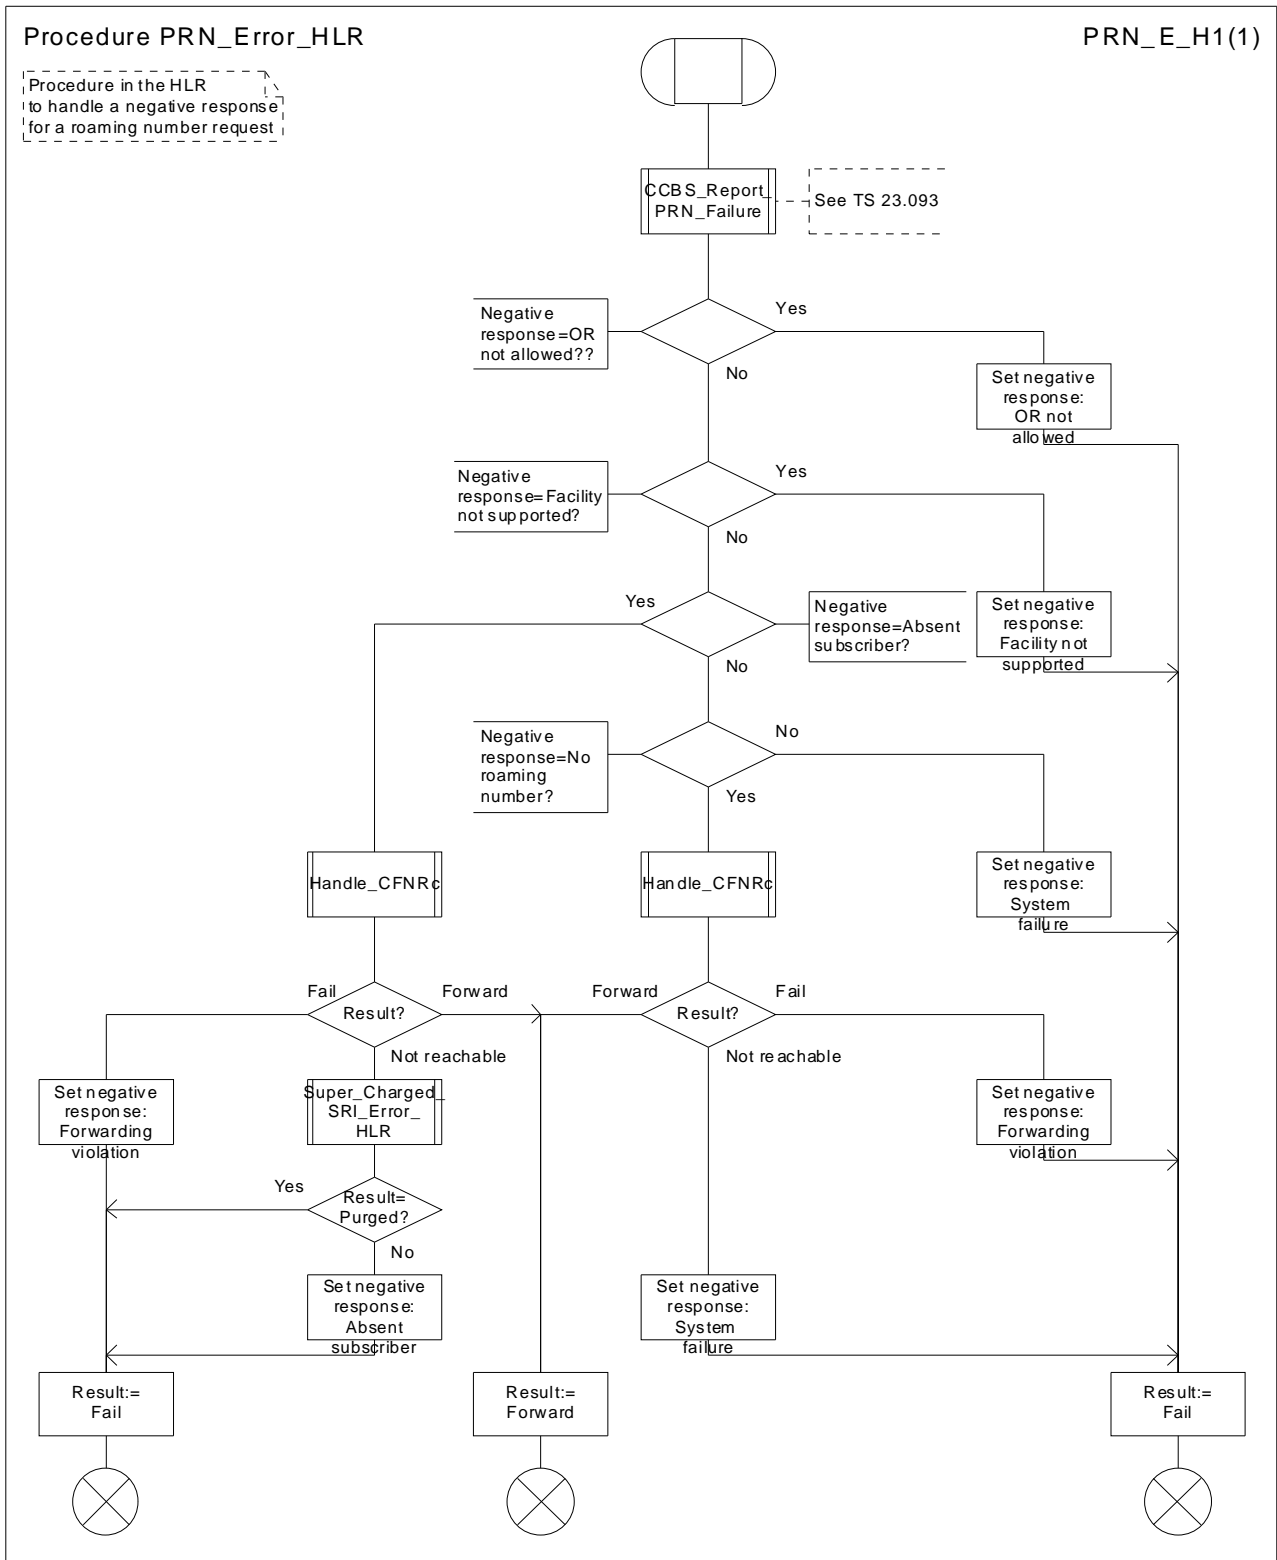 Procedure PRN_Error_HLR
PRN_E_H1(1)
Procedure in the HLR
to handle a negative response
for a roaming number request
CCBS_Report_
PRN_Failure
See TS 23.093
Negative
response=OR
not allowed??
Yes
No
Set negative
response:
OR not
allowed
Negative
response=Facility
not supported?
Yes
No
Yes
Negative
response=Absent
subscriber?
Set negative
response:
Facility not
supported
No
Negative
response=No
roaming
number?
No
Yes
Handle_CFNRc
Handle_CFNRc
Set negative
response:
System
failure
Fail
Result?
Forward
Forward
Result?
Fail
Not reachable
Not reachable
Set negative
response:
Forwarding
violation
Super_Charged_
SRI_Error_
HLR
Set negative
response:
Forwarding
violation
Yes
Result=
Purged?
No
Set negative
response:
Absent
subscriber
Set negative
response:
System
failure
Result:=
Fail
Result:=
Forward
Result:=
Fail